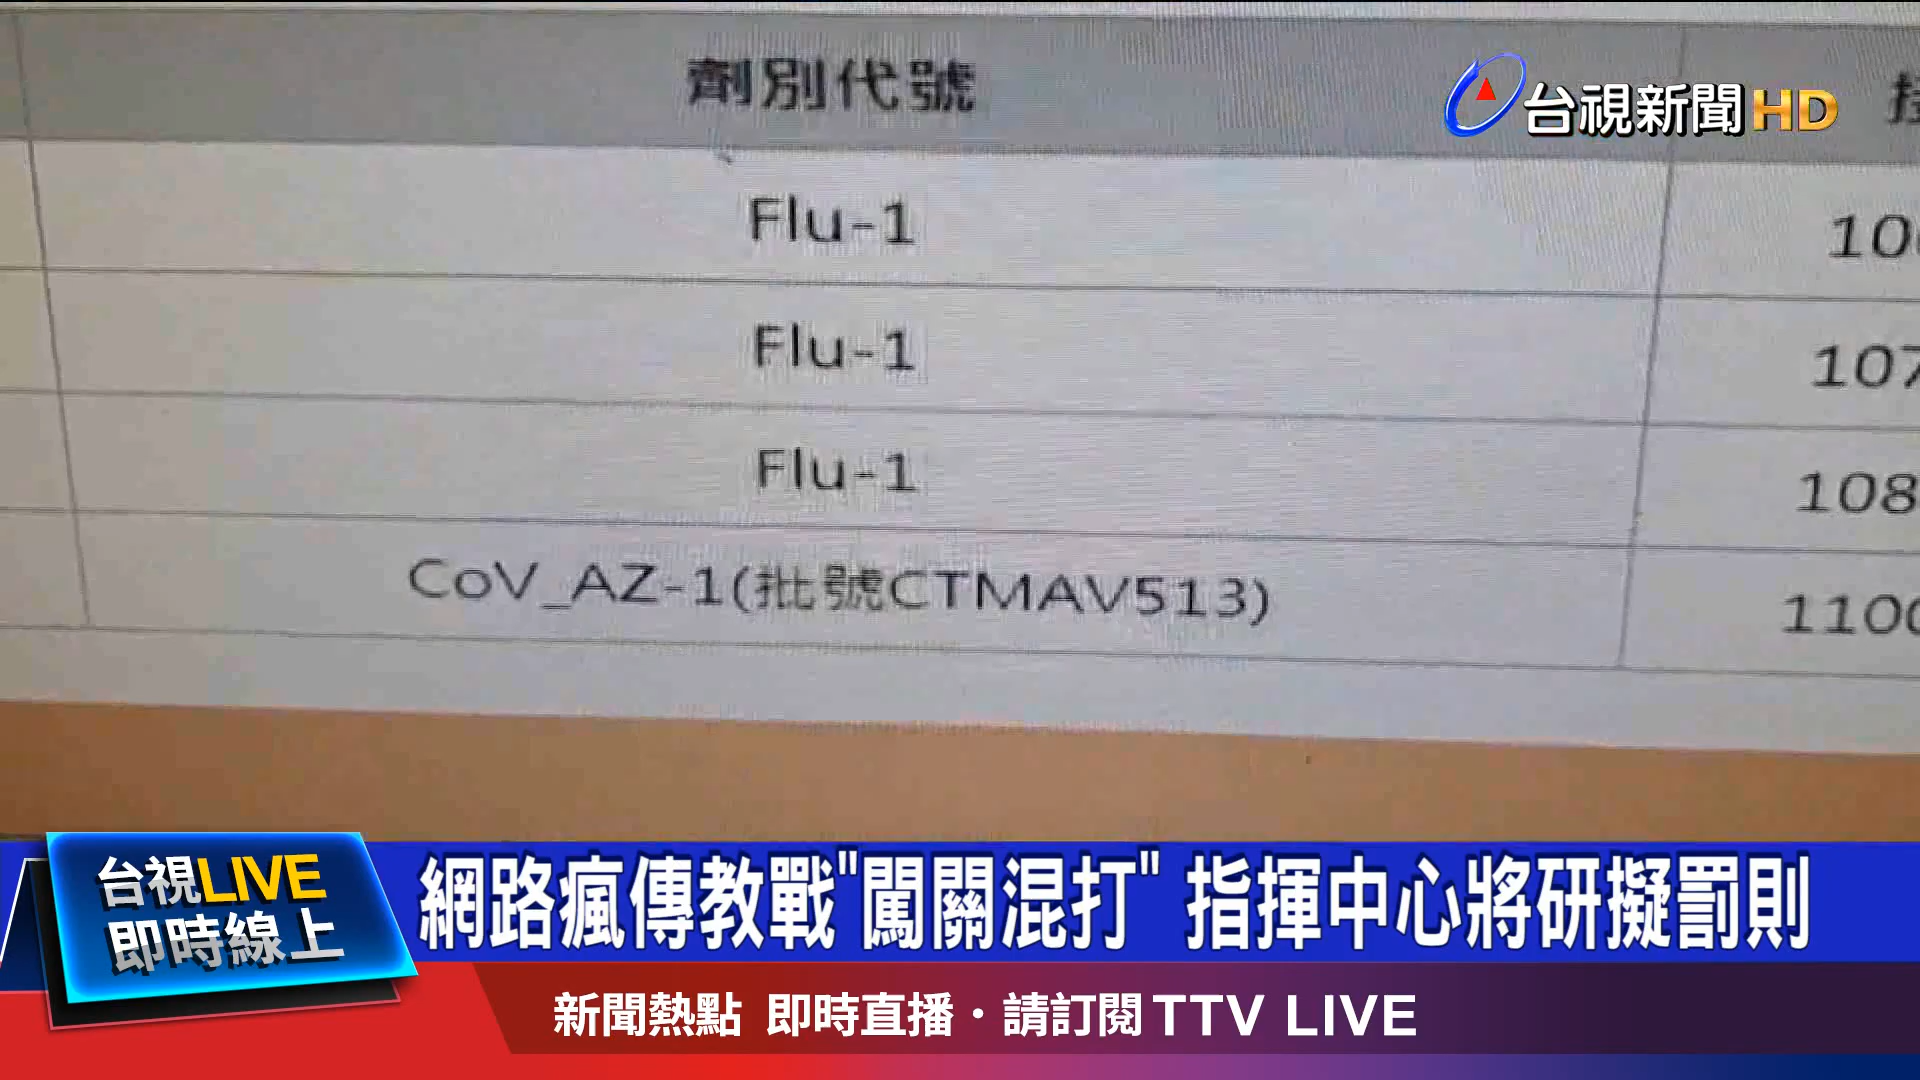 劑別代號
台視新聞HD
Flu-1
Flu-1
107
Flu-1
108
CoV_AZ-1(批號CTMAV513)
1100
台視LIVE
即時線上
網路瘋傳教戰"闖關混打" 指揮中心將研擬罰則
新聞熱點 即時直播·請訂閱TTV LIVE